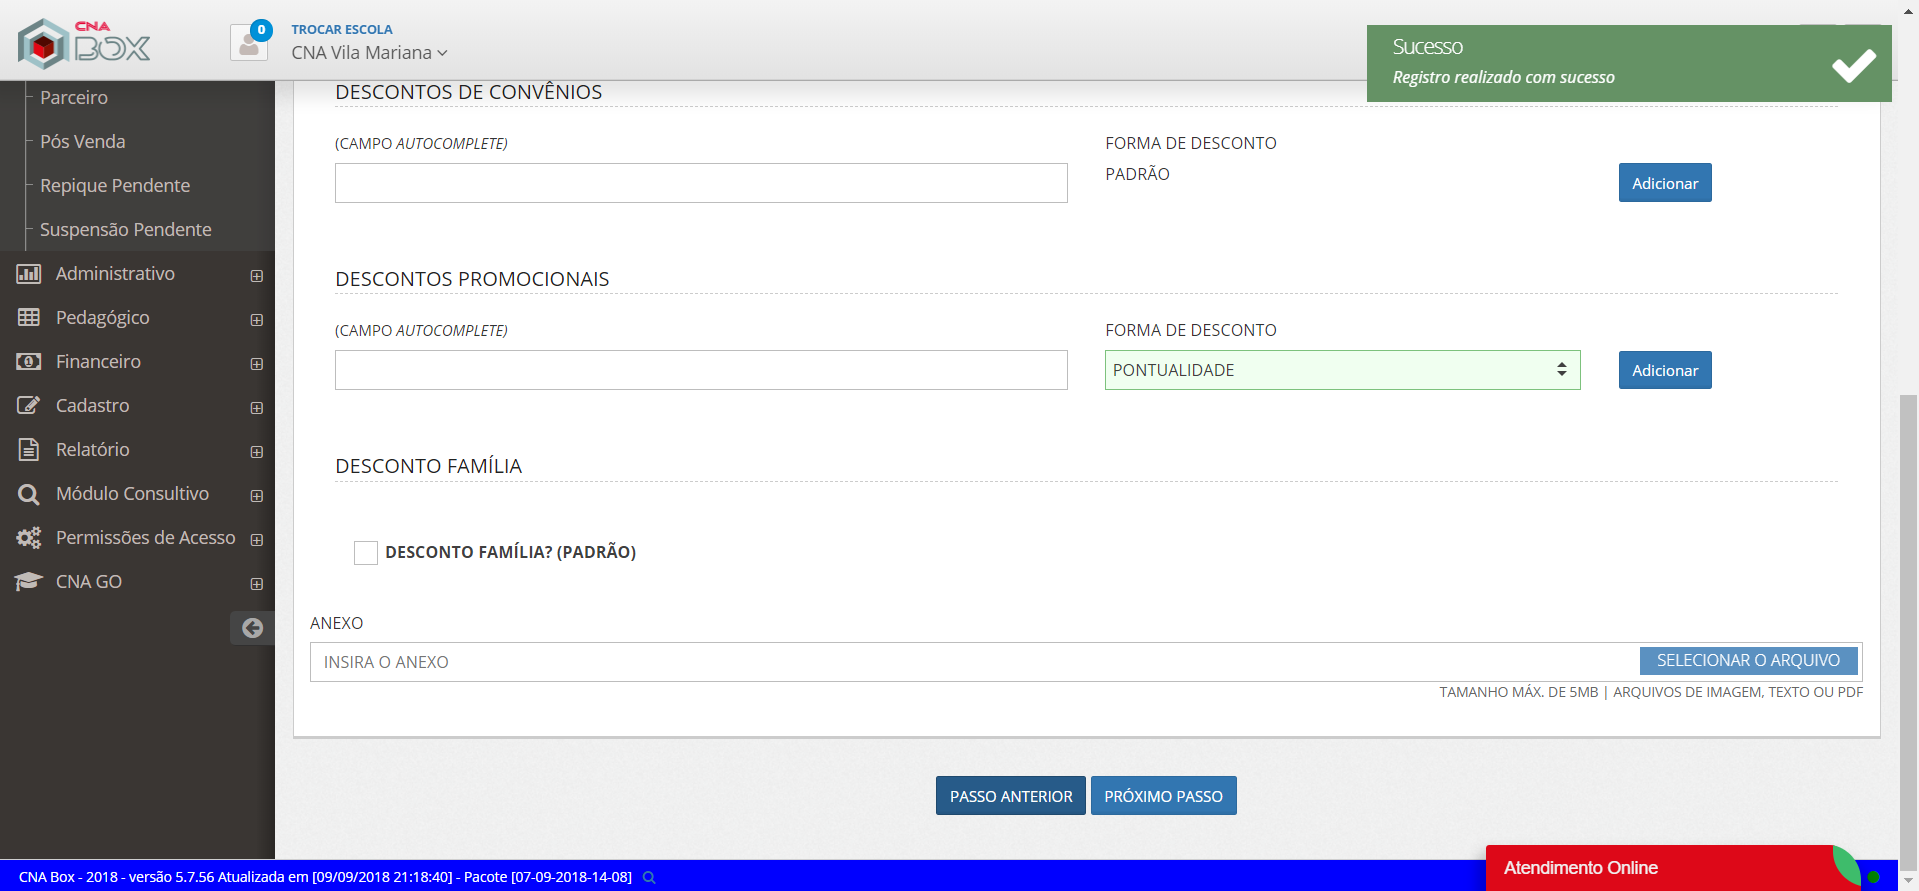 CNA
BOX
0
TROCAR ESCOLA
CNA Vila Mariana
Sucesso
Registro realizado com sucesso
Parceiro
Pós Venda
Repique Pendente
Suspensão Pendente
Administrativo
Pedagógico
Financeiro
Cadastro
Relatório
Módulo Consultivo
Permissões de Acesso
CNA GO
DESCONTOS DE CONVÊNIOS
(CAMPO AUTOCOMPLETE)
FORMA DE DESCONTO
PADRÃO
Adicionar
DESCONTOS PROMOCIONAIS
(CAMPO AUTOCOMPLETE)
FORMA DE DESCONTO
PONTUALIDADE
Adicionar
DESCONTO FAMÍLIA
DESCONTO FAMÍLIA? (PADRÃO)
ANEXO
INSIRA O ANEXO
SELECIONAR O ARQUIVO
TAMANHO MÁX. DE 5MB | ARQUIVOS DE IMAGEM, TEXTO OU PDF
PASSO ANTERIOR
PRÓXIMO PASSO
CNA Box - 2018 - versão 5.7.56 Atualizada em [09/09/2018 21:18:40] - Pacote [07-09-2018-14-08]
Atendimento Online